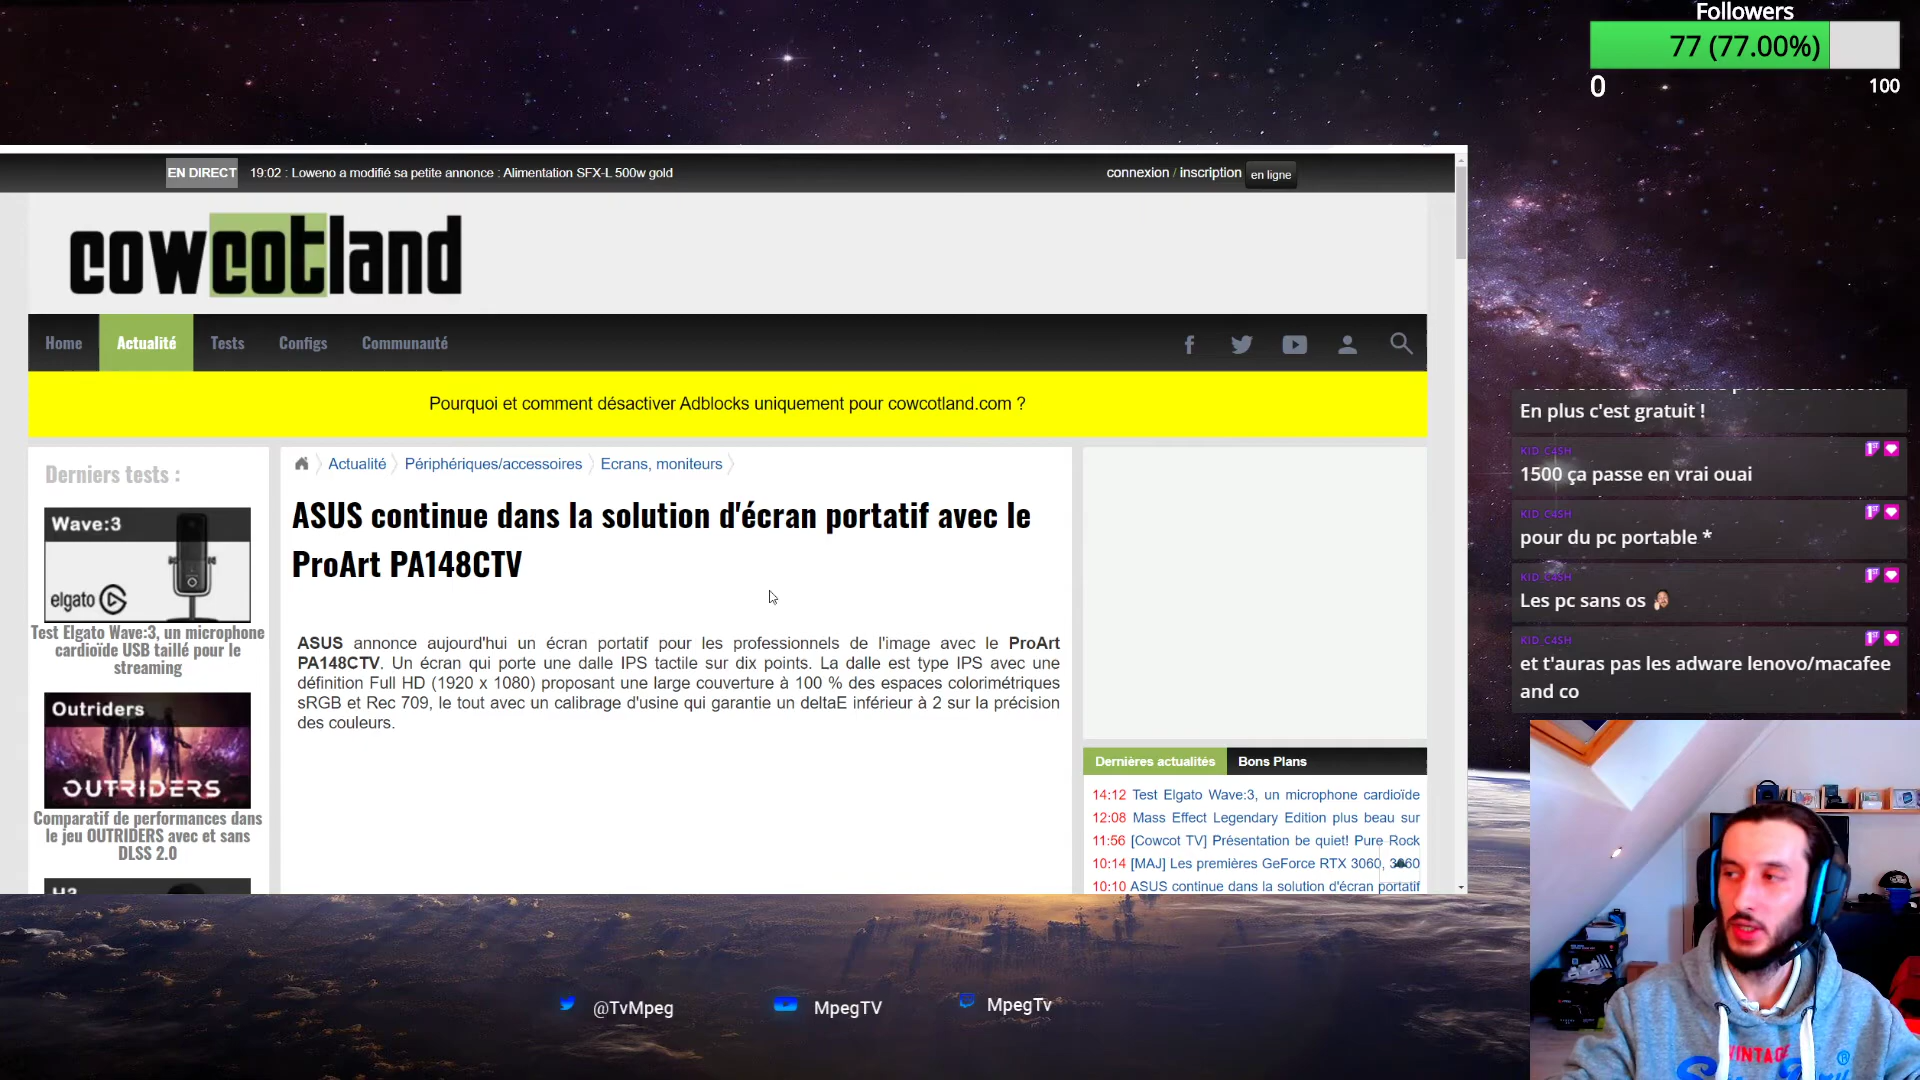 Followers
77 (77.00%)
0
100
EN DIRECT
19:02 : Loweno a modifié sa petite annonce : Alimentation SFX-L 500w gold
connexion / inscription
en ligne
cowcotland
Home
Actualité
Tests
Configs
Communauté
Pourquoi et comment désactiver Adblocks uniquement pour cowcotland.com ?
Derniers tests :
Wave:3
elgato
Test Elgato Wave:3, un microphone
cardioïde USB taillé pour le
streaming
Outriders
OUTRIDERS
Comparatif de performances dans
le jeu OUTRIDERS avec et sans
DLSS 2.0
Actualité
Périphériques/accessoires
Ecrans, moniteurs
ASUS continue dans la solution d'écran portatif avec le
ProArt PA148CTV
ASUS annonce aujourd'hui un écran portatif pour les professionnels de l'image avec le ProArt
PA148CTV. Un écran qui porte une dalle IPS tactile sur dix points. La dalle est type IPS avec une
définition Full HD (1920 x 1080) proposant une large couverture à 100 % des espaces colorimétriques
sRGB et Rec 709, le tout avec un calibrage d'usine qui garantie un deltaE inférieur à 2 sur la précision
des couleurs.
Dernières actualités
Bons Plans
14:12 Test Elgato Wave:3, un microphone cardioïde
12:08 Mass Effect Legendary Edition plus beau sur
11:56 [Cowcot TV] Présentation be quiet! Pure Rock
10:14 [MAJ] Les premières GeForce RTX 3060, 3060
10:10 ASUS continue dans la solution d'écran portatif
En plus c'est gratuit !
KID C4SH
1500 ça passe en vrai ouai
KID C4SH
pour du pc portable *
KID C4SH
Les pc sans os
KID C4SH
et t'auras pas les adware lenovo/macafee
and co
@TvMpeg
MpegTV
MpegTv
VINTAGE